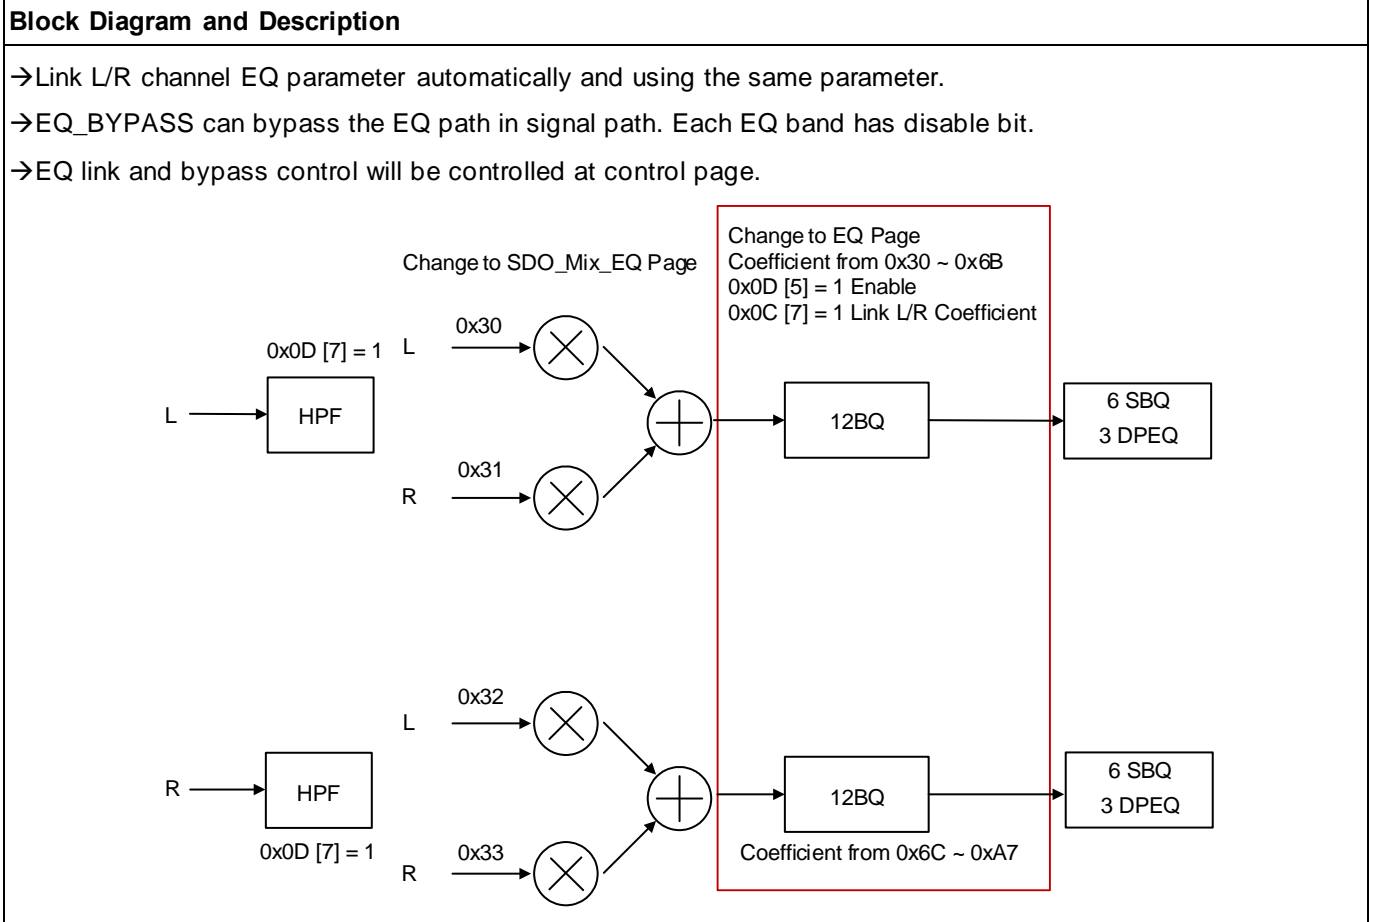 Block Diagram and Description
→Link L/R channel EQ parameter automatically and using the same parameter.
→EQ_BYPASS can bypass the EQ path in signal path. Each EQ band has disable bit.
→EQ link and bypass control will be controlled at control page.
Change to SDO_Mix_EQ Page
Change to EQ Page
Coefficient from 0x30 ~ 0x6B
0x0D [5] = 1 Enable
0x0C [7] = 1 Link L/R Coefficient
0x0D [7] = 1
L
0x30
L
HPF
12BQ
6 SBQ
3 DPEQ
R
0x31
L
0x32
R
HPF
0x0D [7] = 1
12BQ
6 SBQ
3 DPEQ
Coefficient from 0x6C ~ 0xA7
R
0x33